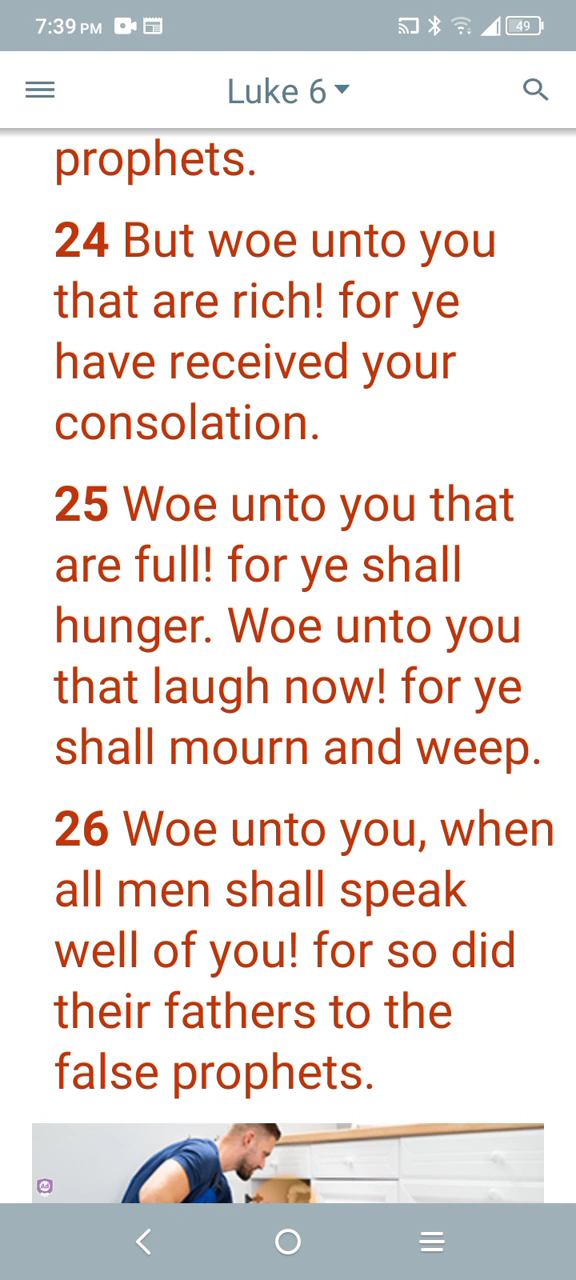 7:39 PM
49
Luke 6
prophets.
24 But woe unto you
that are rich! for ye
have received your
consolation.
25 Woe unto you that
are full! for ye shall
hunger. Woe unto you
that laugh now! for ye
shall mourn and weep.
26 Woe unto you, when
all men shall speak
well of you! for so did
their fathers to the
false prophets.
Ad